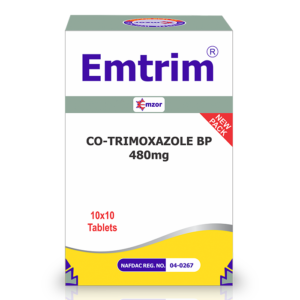 Emtrim®
Emzor
CO-TRIMOXAZOLE BP
480mg
NEW
PACK
10x10
Tablets
NAFDAC REG. NO. 04-0267